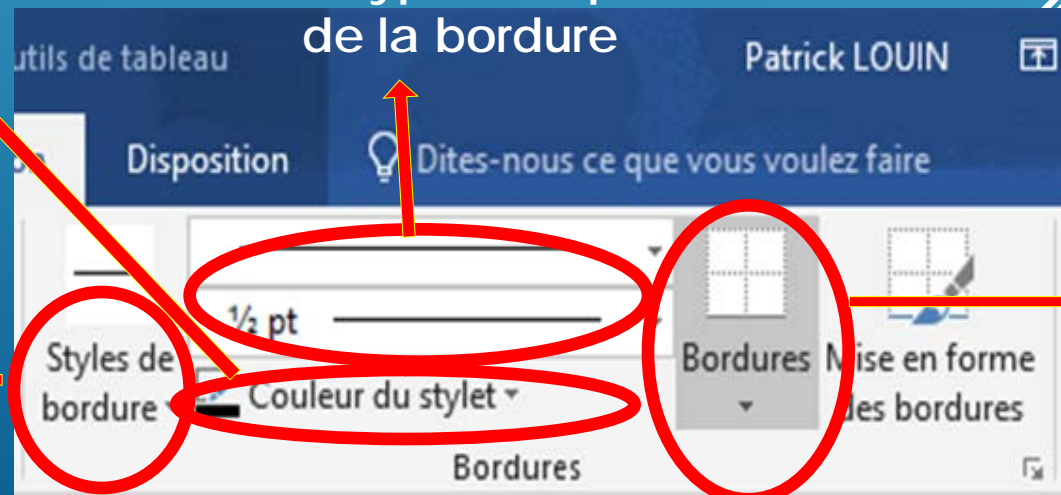 de la bordure
utils de tableau
Patrick LOUIN
Disposition
Dites-nous ce que vous voulez faire
½ pt
Styles de
bordure
Couleur du stylet
Bordures
Mise en forme
des bordures
Bordures